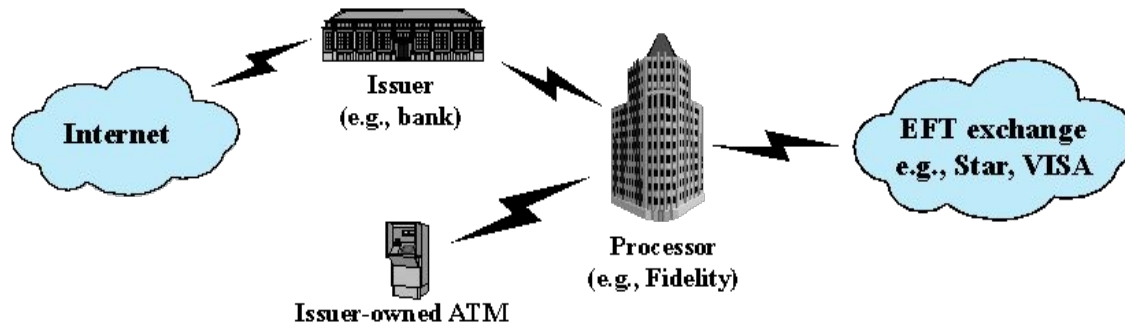 Internet
Issuer
(e.g., bank)
EFT exchange
e.g., Star, VISA
Processor
(e.g., Fidelity)
Issuer-owned ATM